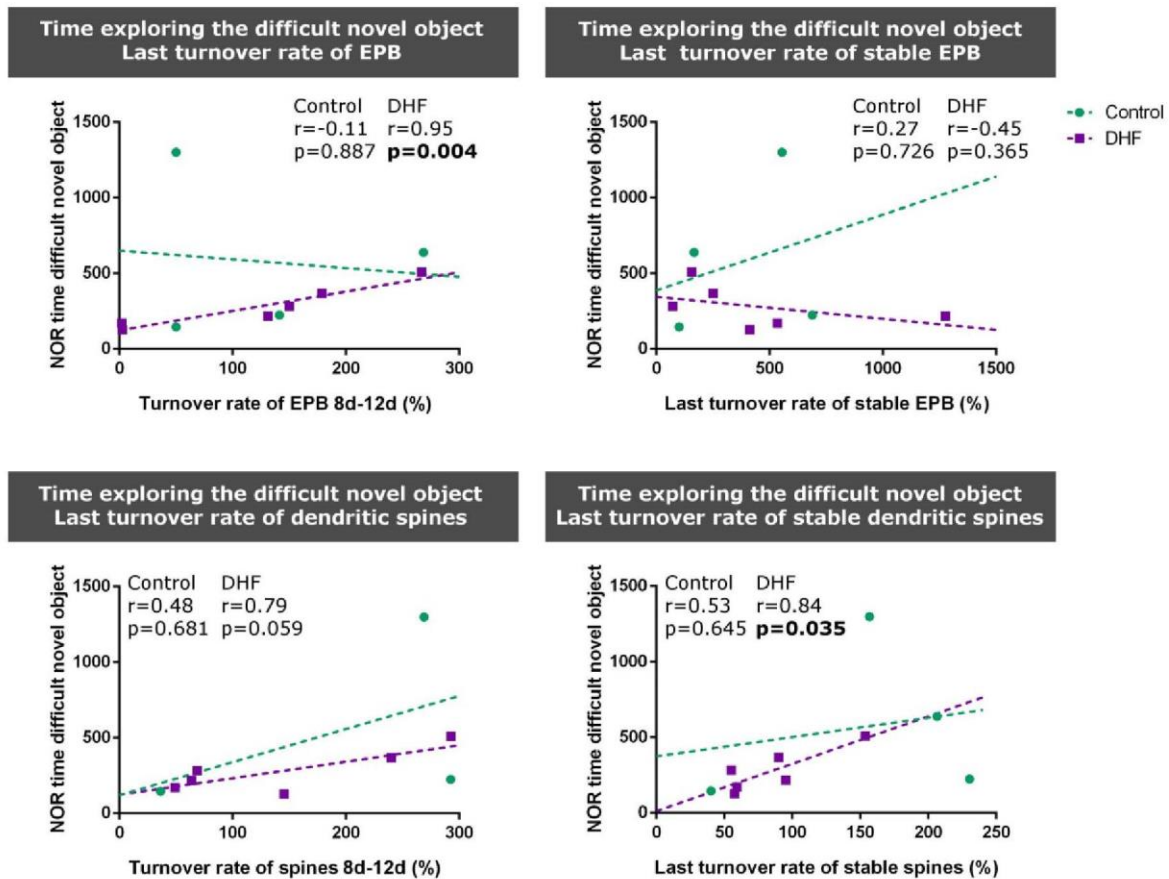 Time exploring the difficult novel object
Last turnover rate of EPB
Control DHF
r=-0.11 r=0.95
p=0.887 p=0.004
NOR time difficult novel object
1500
1000
500
0
0 100 200 300
Turnover rate of EPB 8d-12d (%)
Time exploring the difficult novel object
Last turnover rate of stable EPB
Control DHF
r=0.27 r=-0.45
p=0.726 p=0.365
NOR time difficult novel object
1500
1000
500
0
0 500 1000 1500
Last turnover rate of stable EPB (%)
Control
DHF
Time exploring the difficult novel object
Last turnover rate of dendritic spines
Control DHF
r=0.48 r=0.79
p=0.681 p=0.059
NOR time difficult novel object
1500
1000
500
0
0 100 200 300
Turnover rate of spines 8d-12d (%)
Time exploring the difficult novel object
Last turnover rate of stable dendritic spines
Control DHF
r=0.53 r=0.84
p=0.645 p=0.035
NOR time difficult novel object
1500
1000
500
0
0 50 100 150 200 250
Last turnover rate of stable spines (%)